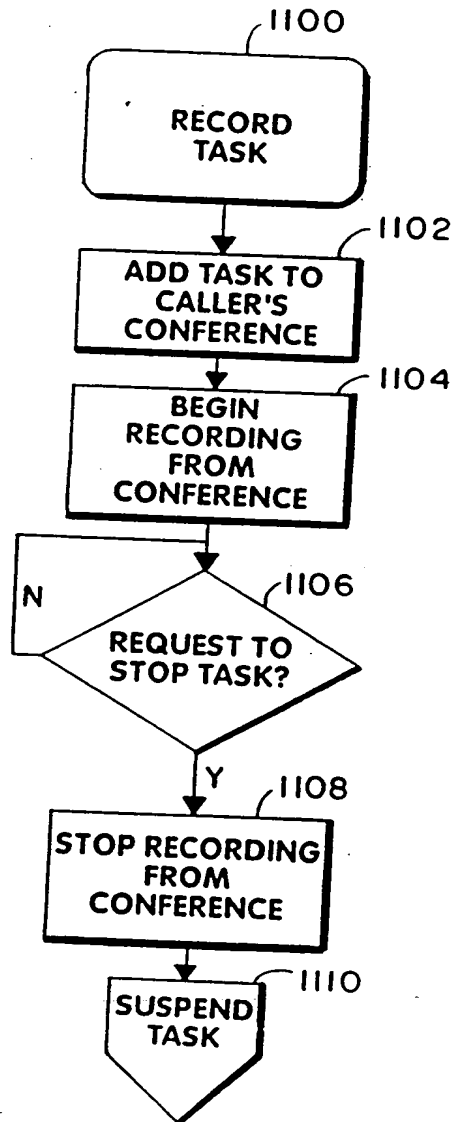 1100
RECORD
TASK
1102
ADD TASK TO
CALLER'S
CONFERENCE
1104
BEGIN
RECORDING
FROM
CONFERENCE
N
1106
REQUEST TO
STOP TASK?
Y
1108
STOP RECORDING
FROM
CONFERENCE
1110
SUSPEND
TASK